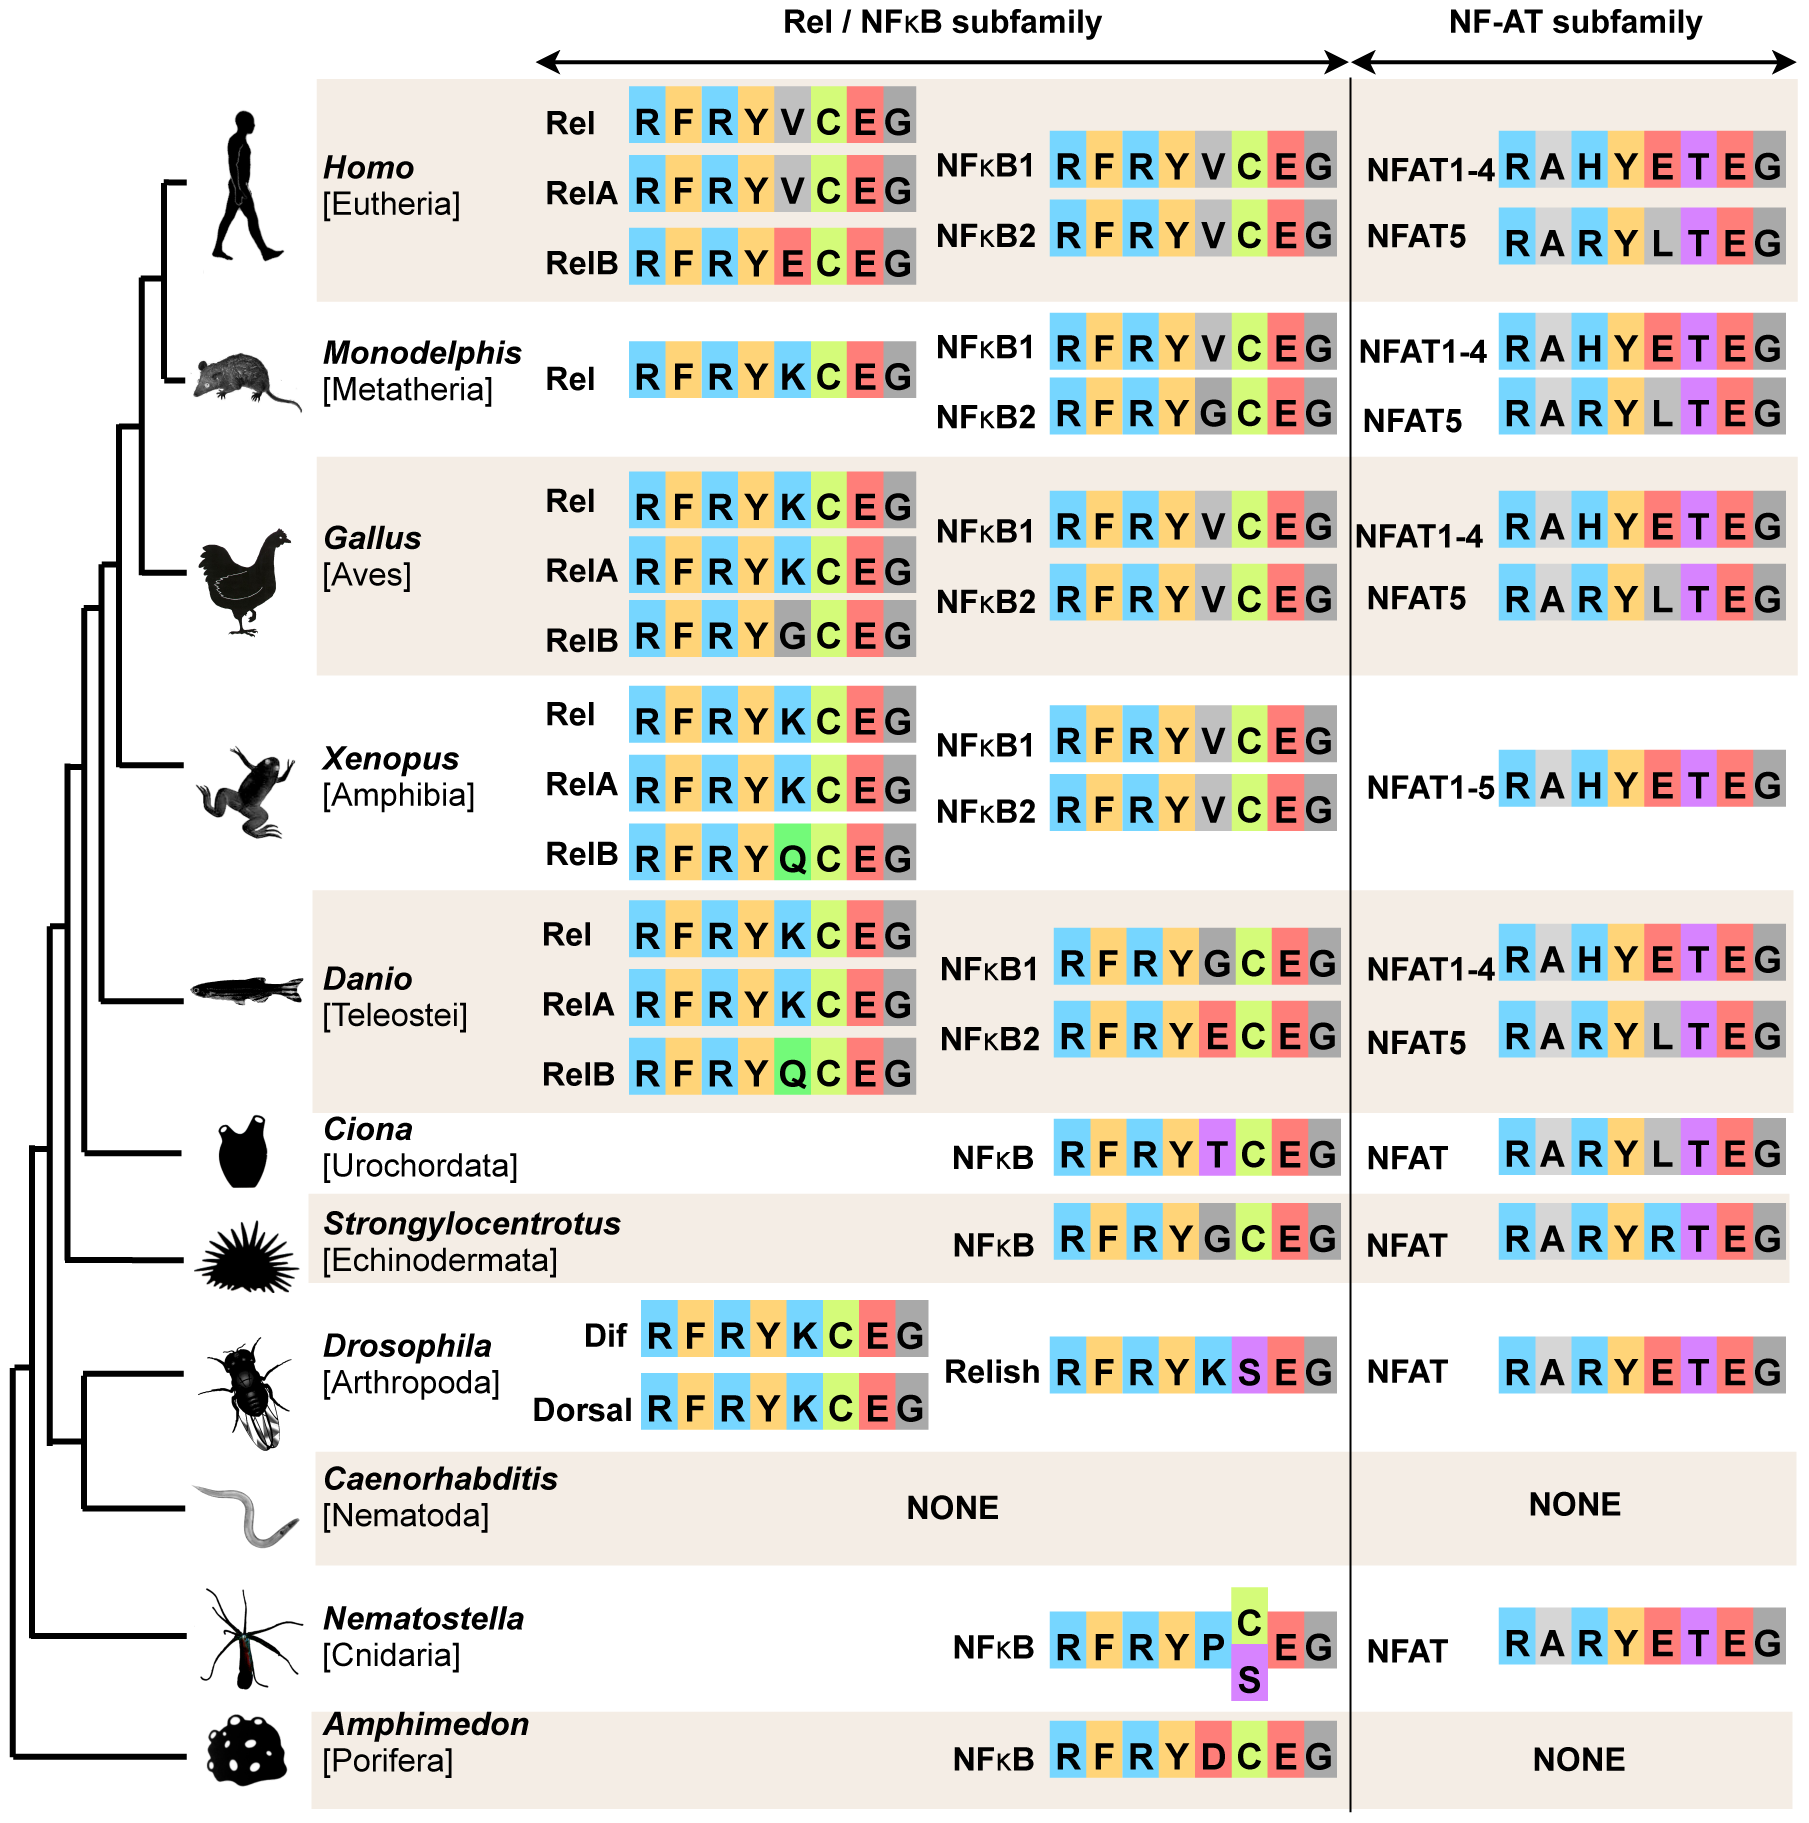 Rel / NFκB subfamily
NF-AT subfamily
Homo
[Eutheria]
Rel RFRYVCEG
RelA RFRYVCEG
RelB RFRYECEG
NFκB1 RFRYVCEG
NFκB2 RFRYVCEG
NFAT1-4 RAHYETEG
NFAT5 RARYLTEG
Monodelphis
[Metatheria]
Rel RFRYKCEG
NFκB1 RFRYVCEG
NFκB2 RFRYGCEG
NFAT1-4 RAHYETEG
NFAT5 RARYLTEG
Gallus
[Aves]
Rel RFRYKCEG
RelA RFRYKCEG
RelB RFRYGCEG
NFκB1 RFRYVCEG
NFκB2 RFRYVCEG
NFAT1-4 RAHYETEG
NFAT5 RARYLTEG
Xenopus
[Amphibia]
Rel RFRYKCEG
RelA RFRYKCEG
RelB RFRYQCEG
NFκB1 RFRYVCEG
NFκB2 RFRYVCEG
NFAT1-5 RAHYETEG
Danio
[Teleostei]
Rel RFRYKCEG
RelA RFRYKCEG
RelB RFRYQCEG
NFκB1 RFRYGCEG
NFκB2 RFRYECEG
NFAT1-4 RAHYETEG
NFAT5 RARYLTEG
Ciona
[Urochordata]
NFκB RFRYTCEG
NFAT RARYLTEG
Strongylocentrotus
[Echinodermata]
NFκB RFRYGCEG
NFAT RARYRTEG
Drosophila
[Arthropoda]
Dif RFRYKCEG
Dorsal RFRYKCEG
Relish RFRYKSEG
NFAT RARYETEG
Caenorhabditis
[Nematoda]
NONE
NONE
Nematostella
[Cnidaria]
C
NFκB RFRYP EG
S
NFAT RARYETEG
Amphimedon
[Porifera]
NFκB RFRYDCEG
NONE